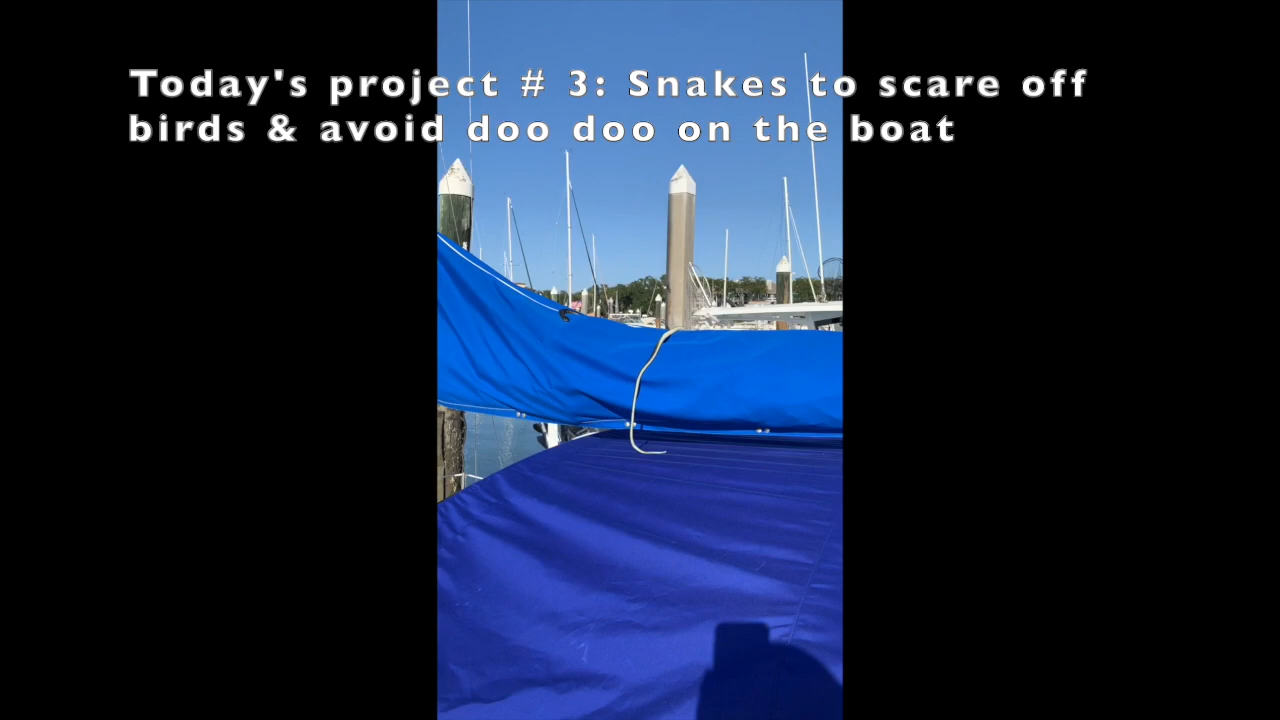 Today's project # 3: Snakes to scare off
birds & avoid doo doo on the boat